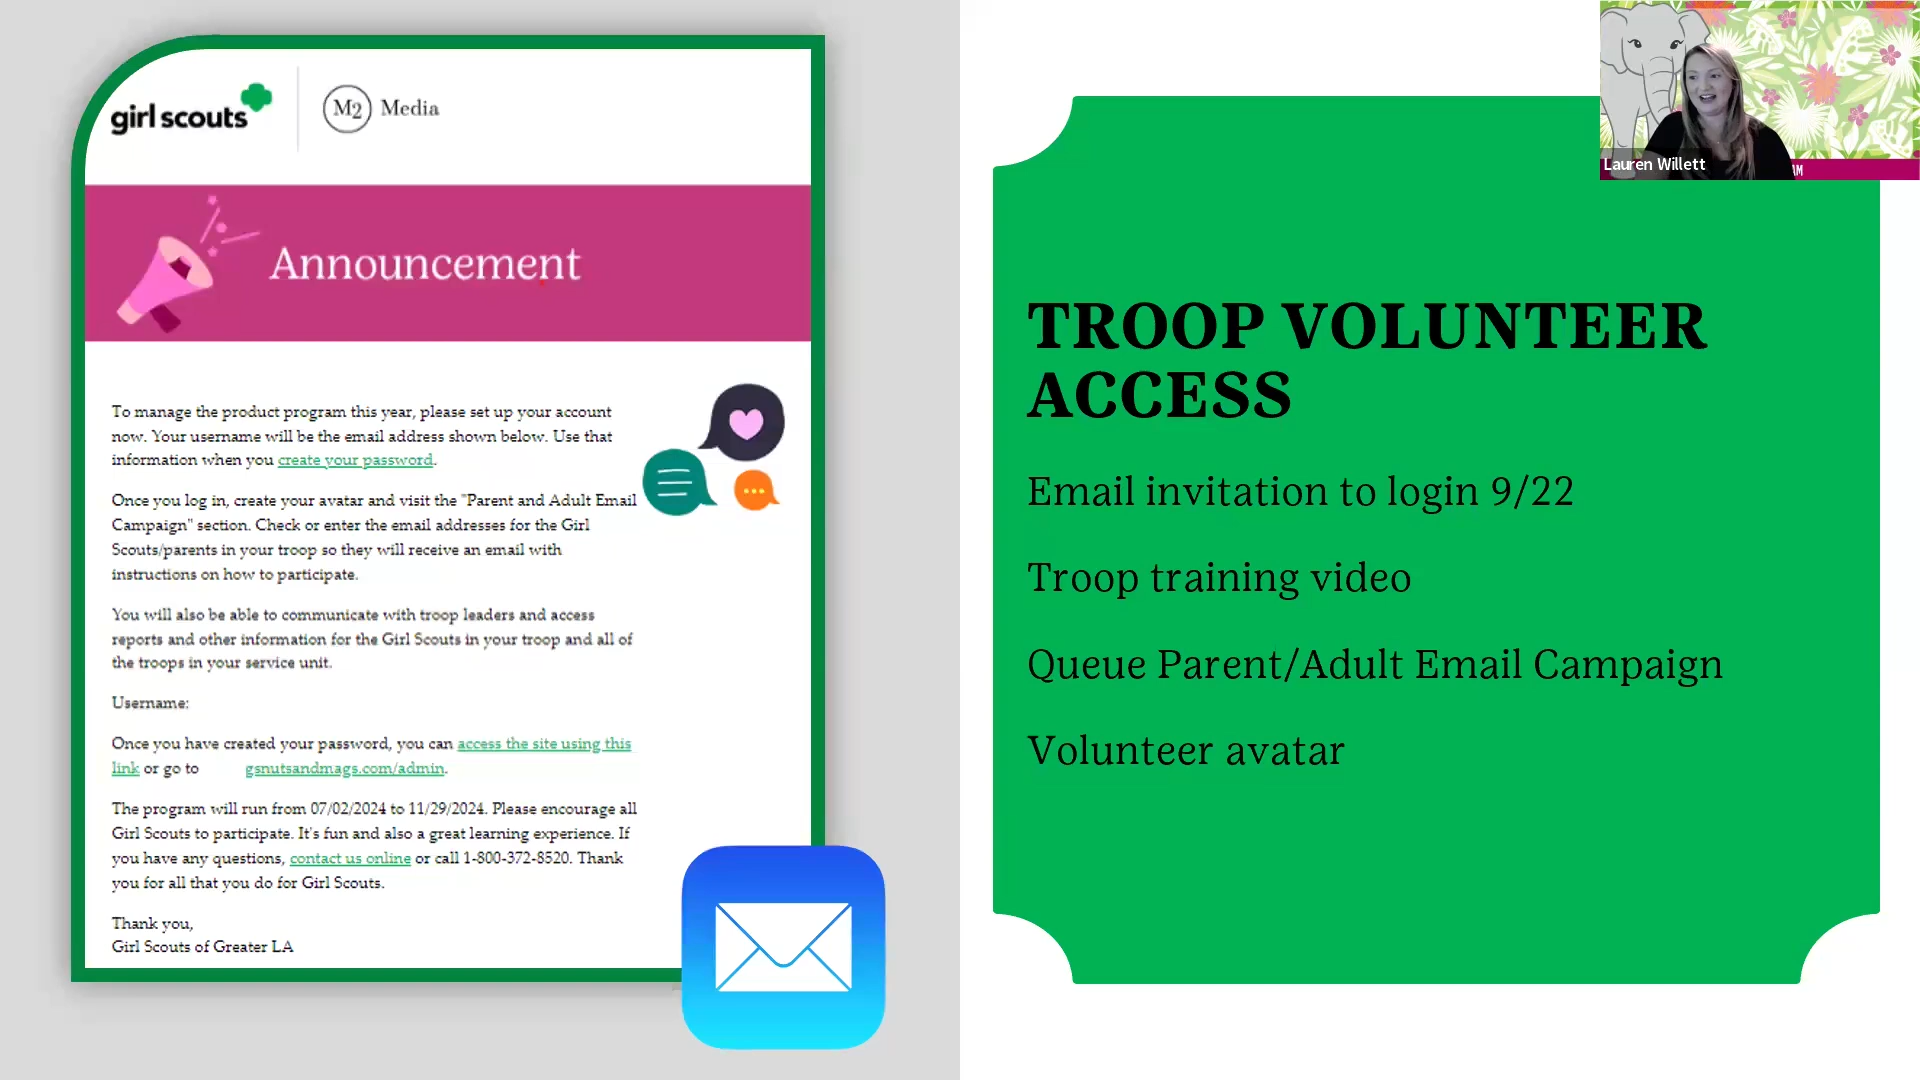 girl scouts
M2 Media
Announcement
To manage the product program this year, please set up your account
now. Your username will be the email address shown below. Use that
information when you create your password.
Once you log in, create your avatar and visit the "Parent and Adult Email
Campaign" section. Check or enter the email addresses for the Girl
Scouts/parents in your troop so they will receive an email with
instructions on how to participate.
You will also be able to communicate with troop leaders and access
reports and other information for the Girl Scouts in your troop and all of
the troops in your service unit.
Username:
Once you have created your password, you can access the site using this
link or go to gsnutsandmags.com/admin.
The program will run from 07/02/2024 to 11/29/2024. Please encourage all
Girl Scouts to participate. It's fun and also a great learning experience. If
you have any questions, contact us online or call 1-800-372-8520. Thank
you for all that you do for Girl Scouts.
Thank you,
Girl Scouts of Greater LA
TROOP VOLUNTEER
ACCESS
Email invitation to login 9/22
Troop training video
Queue Parent/Adult Email Campaign
Volunteer avatar
Lauren Willett